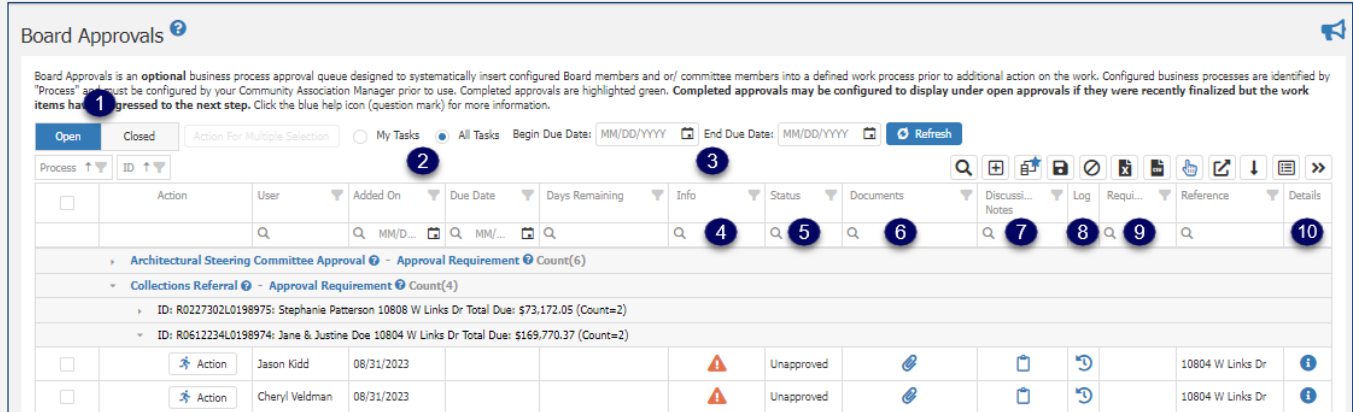 Board Approvals ?
Board Approvals is an optional business process approval queue designed to systematically insert configured Board members and or/ committee members into a defined work process prior to additional action on the work. Configured business processes are identified by
"Process" and must be configured by your Community Association Manager prior to use. Completed approvals are highlighted green. Completed approvals may be configured to display under open approvals if they were recently finalized but the work
items ha gressed to the next step. Click the blue help icon (question mark) for more information.
1
Open Closed Action For Multiple Selection My Tasks All Tasks Begin Due Date: MM/DD/YYYY End Due Date: MM/DD/YYYY Refresh
2 3
Process ↑ ID ↑
Action User Added On Due Date Days Remaining Info Status Documents Discussi... Notes Log Requi... Reference Details
MM/D... MM/... 4 5 6 7 8 9 10
Architectural Steering Committee Approval ? - Approval Requirement ? Count(6)
Collections Referral ? - Approval Requirement ? Count(4)
ID: R0227302L0198975: Stephanie Patterson 10808 W Links Dr Total Due: $73,172.05 (Count=2)
ID: R0612234L0198974: Jane & Justine Doe 10804 W Links Dr Total Due: $169,770.37 (Count=2)
Action Jason Kidd 08/31/2023 Unapproved 10804 W Links Dr
Action Cheryl Veldman 08/31/2023 Unapproved 10804 W Links Dr